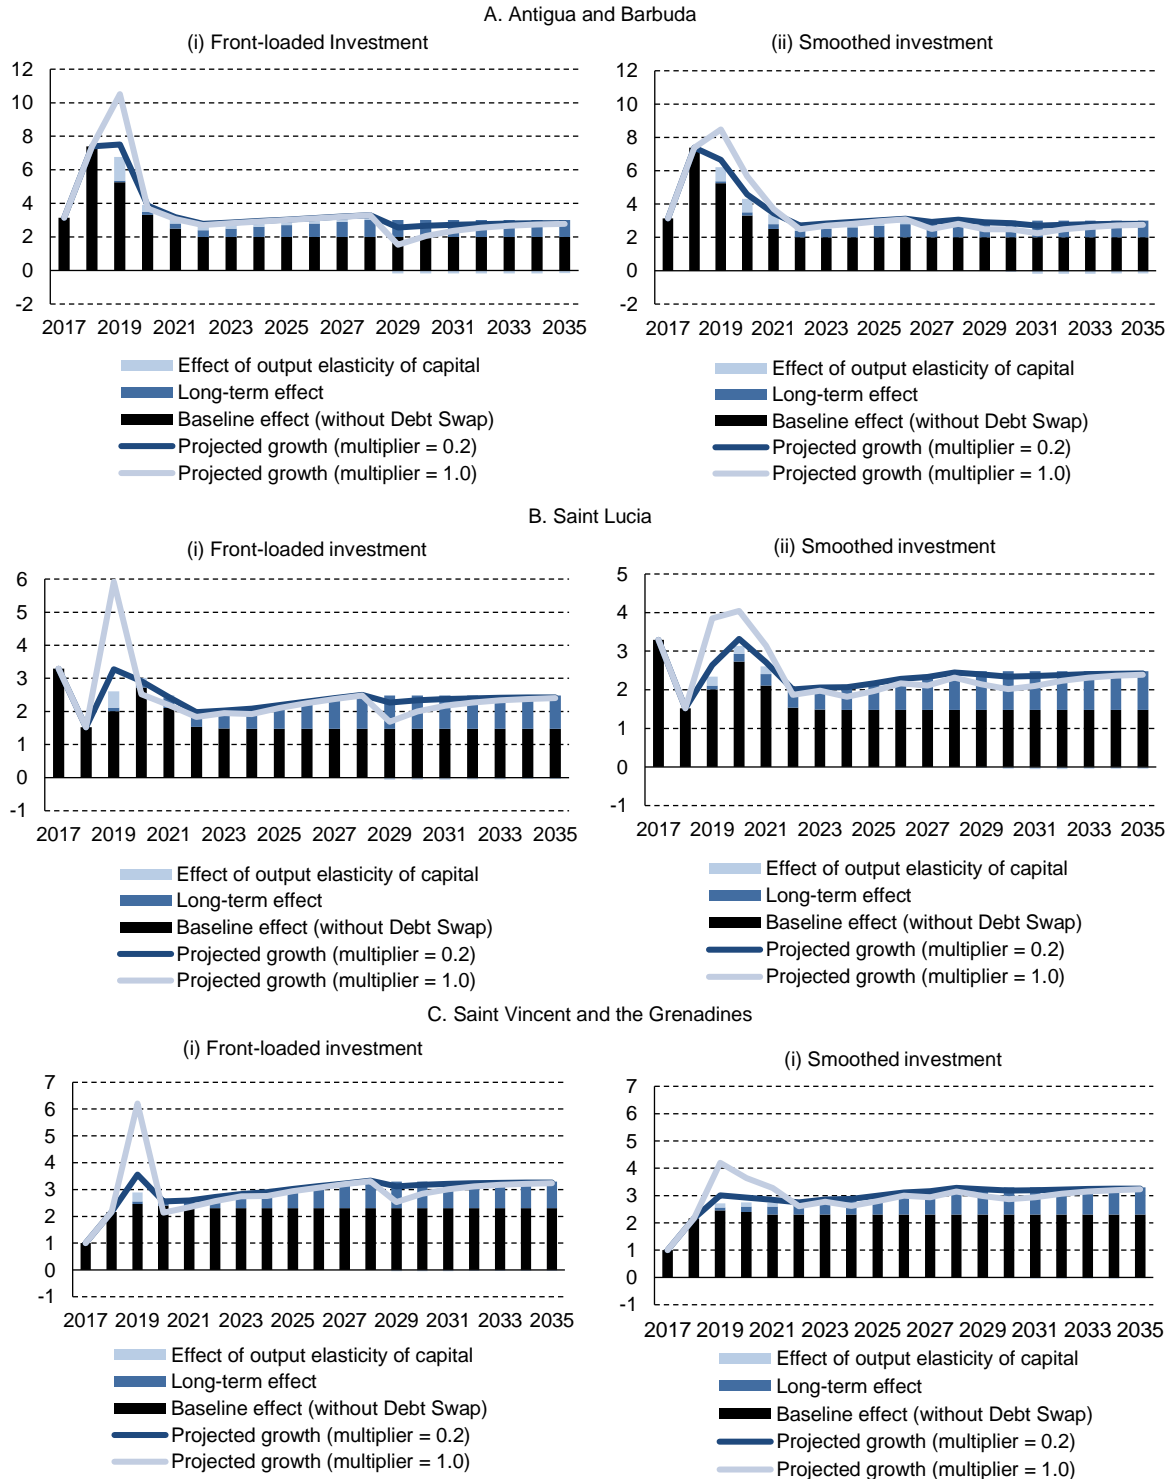 A. Antigua and Barbuda
(i) Front-loaded Investment
12
10
8
6
4
2
0
-2
2017 2019 2021 2023 2025 2027 2029 2031 2033 2035
Effect of output elasticity of capital
Long-term effect
Baseline effect (without Debt Swap)
Projected growth (multiplier = 0.2)
Projected growth (multiplier = 1.0)
(ii) Smoothed investment
12
10
8
6
4
2
0
-2
2017 2019 2021 2023 2025 2027 2029 2031 2033 2035
Effect of output elasticity of capital
Long-term effect
Baseline effect (without Debt Swap)
Projected growth (multiplier = 0.2)
Projected growth (multiplier = 1.0)
B. Saint Lucia
(i) Front-loaded investment
6
5
4
3
2
1
0
-1
2017 2019 2021 2023 2025 2027 2029 2031 2033 2035
Effect of output elasticity of capital
Long-term effect
Baseline effect (without Debt Swap)
Projected growth (multiplier = 0.2)
Projected growth (multiplier = 1.0)
(ii) Smoothed investment
5
4
3
2
1
0
-1
2017 2019 2021 2023 2025 2027 2029 2031 2033 2035
Effect of output elasticity of capital
Long-term effect
Baseline effect (without Debt Swap)
Projected growth (multiplier = 0.2)
Projected growth (multiplier = 1.0)
C. Saint Vincent and the Grenadines
(i) Front-loaded investment
7
6
5
4
3
2
1
0
-1
2017 2019 2021 2023 2025 2027 2029 2031 2033 2035
Effect of output elasticity of capital
Long-term effect
Baseline effect (without Debt Swap)
Projected growth (multiplier = 0.2)
Projected growth (multiplier = 1.0)
(i) Smoothed investment
7
6
5
4
3
2
1
0
-1
2017 2019 2021 2023 2025 2027 2029 2031 2033 2035
Effect of output elasticity of capital
Long-term effect
Baseline effect (without Debt Swap)
Projected growth (multiplier = 0.2)
Projected growth (multiplier = 1.0)